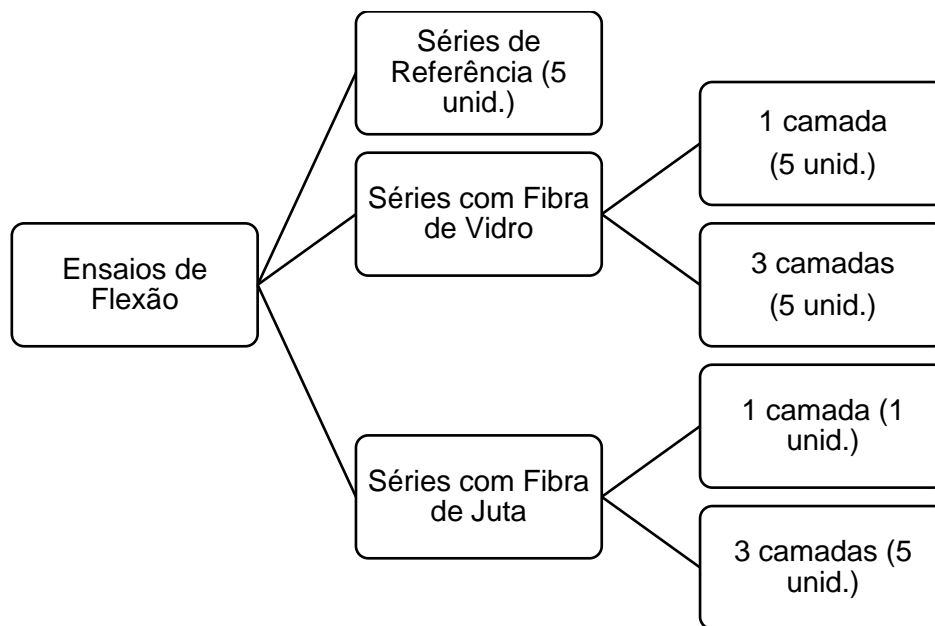 Ensaios de
Flexão
Séries de
Referência (5
unid.)
Séries com Fibra
de Vidro
1 camada
(5 unid.)
3 camadas
(5 unid.)
Séries com Fibra
de Juta
1 camada (1
unid.)
3 camadas (5
unid.)